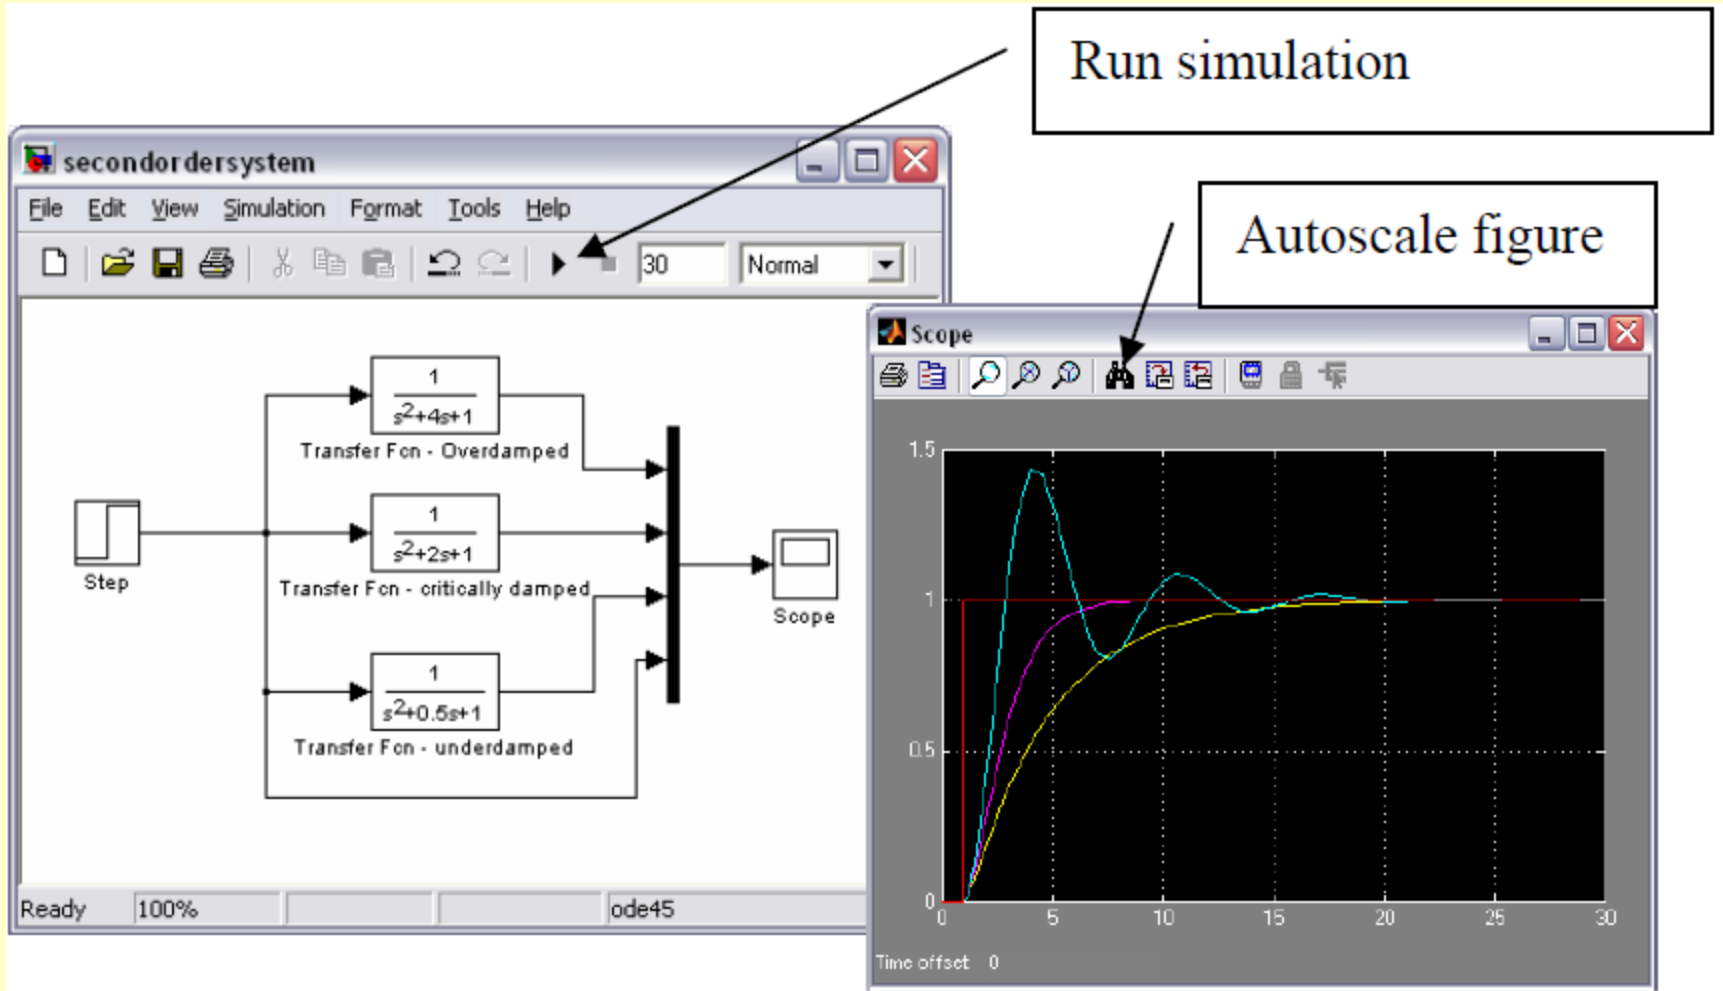 Run simulation
Autoscale figure
secondordersystem
File Edit View Simulation Format Tools Help
30 Normal
1
s²+4s+1
Transfer Fcn - Overdamped
1
s²+2s+1
Transfer Fcn - critically damped
1
s²+0.5s+1
Transfer Fcn - underdamped
Step
Scope
Ready 100% ode45
Scope
1.5
1
0.5
0
0 5 10 15 20 25 30
Time offset: 0